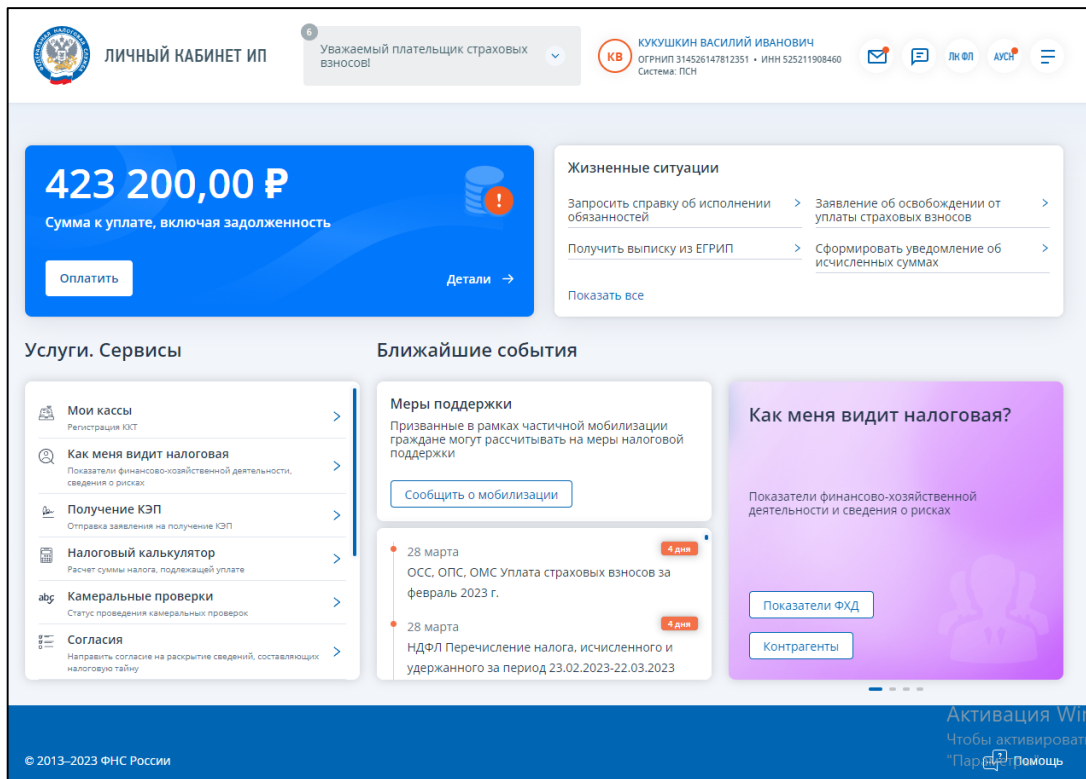 ЛИЧНЫЙ КАБИНЕТ ИП
6
Уважаемый плательщик страховых
взносов!
КВ
КУКУШКИН ВАСИЛИЙ ИВАНОВИЧ
ОГРНИП 314526147812351 • ИНН 525211908460
Система: ПСН
ЛК ФЛ
АУСН
423 200,00 ₽
Сумма к уплате, включая задолженность
Оплатить
Детали →
Жизненные ситуации
Запросить справку об исполнении
обязанностей
Заявление об освобождении от
уплаты страховых взносов
Получить выписку из ЕГРИП
Сформировать уведомление об
исчисленных суммах
Показать все
Услуги. Сервисы
Мои кассы
Регистрация ККТ
Как меня видит налоговая
Показатели финансово-хозяйственной деятельности,
сведения о рисках
Получение КЭП
Отправка заявления на получение КЭП
Налоговый калькулятор
Расчет суммы налога, подлежащей уплате
abç Камеральные проверки
Статус проведения камеральных проверок
Согласия
Направить согласие на раскрытие сведений, составляющих
налоговую тайну
Ближайшие события
Меры поддержки
Призванные в рамках частичной мобилизации
граждане могут рассчитывать на меры налоговой
поддержки
Сообщить о мобилизации
28 марта
4 дня
ОСС, ОПС, ОМС Уплата страховых взносов за
февраль 2023 г.
28 марта
4 дня
НДФЛ Перечисление налога, исчисленного и
удержанного за период 23.02.2023-22.03.2023
Как меня видит налоговая?
Показатели финансово-хозяйственной
деятельности и сведения о рисках
Показатели ФХД
Контрагенты
Активация Wi
Чтобы активироват
© 2013–2023 ФНС России
Помощь